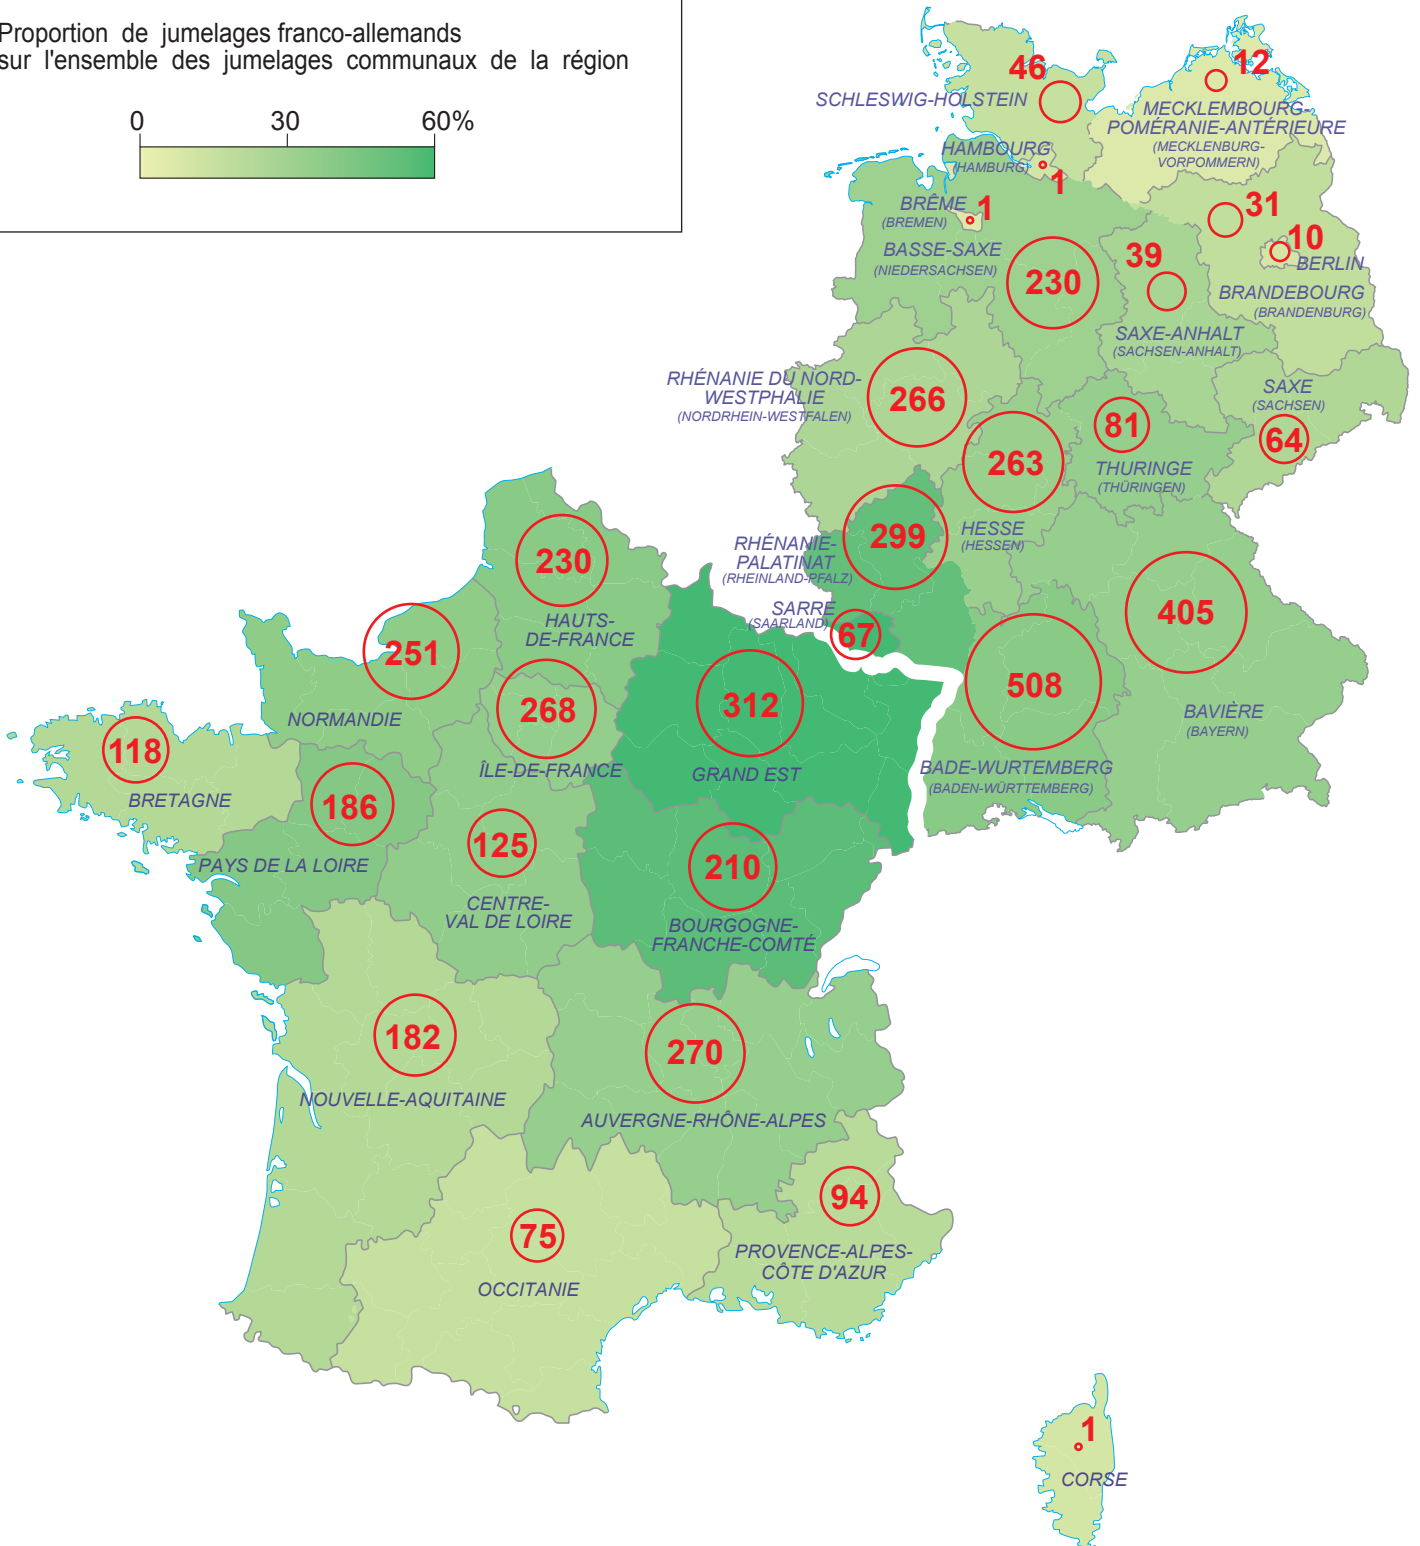 Proportion de jumelages franco-allemands
sur l'ensemble des jumelages communaux de la région
0 30 60%
46
SCHLESWIG-HOLSTEIN
12
MECKLEMBOURG-
POMÉRANIE-ANTÉRIEURE
(MECKLENBURG-
VORPOMMERN)
HAMBOURG
(HAMBURG)
1
BRÊME
(BREMEN)
1
31
10
BERLIN
BRANDEBOURG
(BRANDENBURG)
BASSE-SAXE
(NIEDERSACHSEN)
230
39
SAXE-ANHALT
(SACHSEN-ANHALT)
RHÉNANIE DU NORD-
WESTPHALIE
(NORDRHEIN-WESTFALEN)
266
SAXE
(SACHSEN)
64
81
THURINGE
(THÜRINGEN)
263
HESSE
(HESSEN)
299
RHÉNANIE-
PALATINAT
(RHEINLAND-PFALZ)
SARRE
(SAARLAND)
67
405
BAVIÈRE
(BAYERN)
508
BADE-WURTEMBERG
(BADEN-WÜRTTEMBERG)
230
HAUTS-
DE-FRANCE
251
NORMANDIE
268
ÎLE-DE-FRANCE
312
GRAND EST
118
BRETAGNE
186
PAYS DE LA LOIRE
125
CENTRE-
VAL DE LOIRE
210
BOURGOGNE-
FRANCHE-COMTÉ
182
NOUVELLE-AQUITAINE
270
AUVERGNE-RHÔNE-ALPES
94
PROVENCE-ALPES-
CÔTE D'AZUR
75
OCCITANIE
1
CORSE